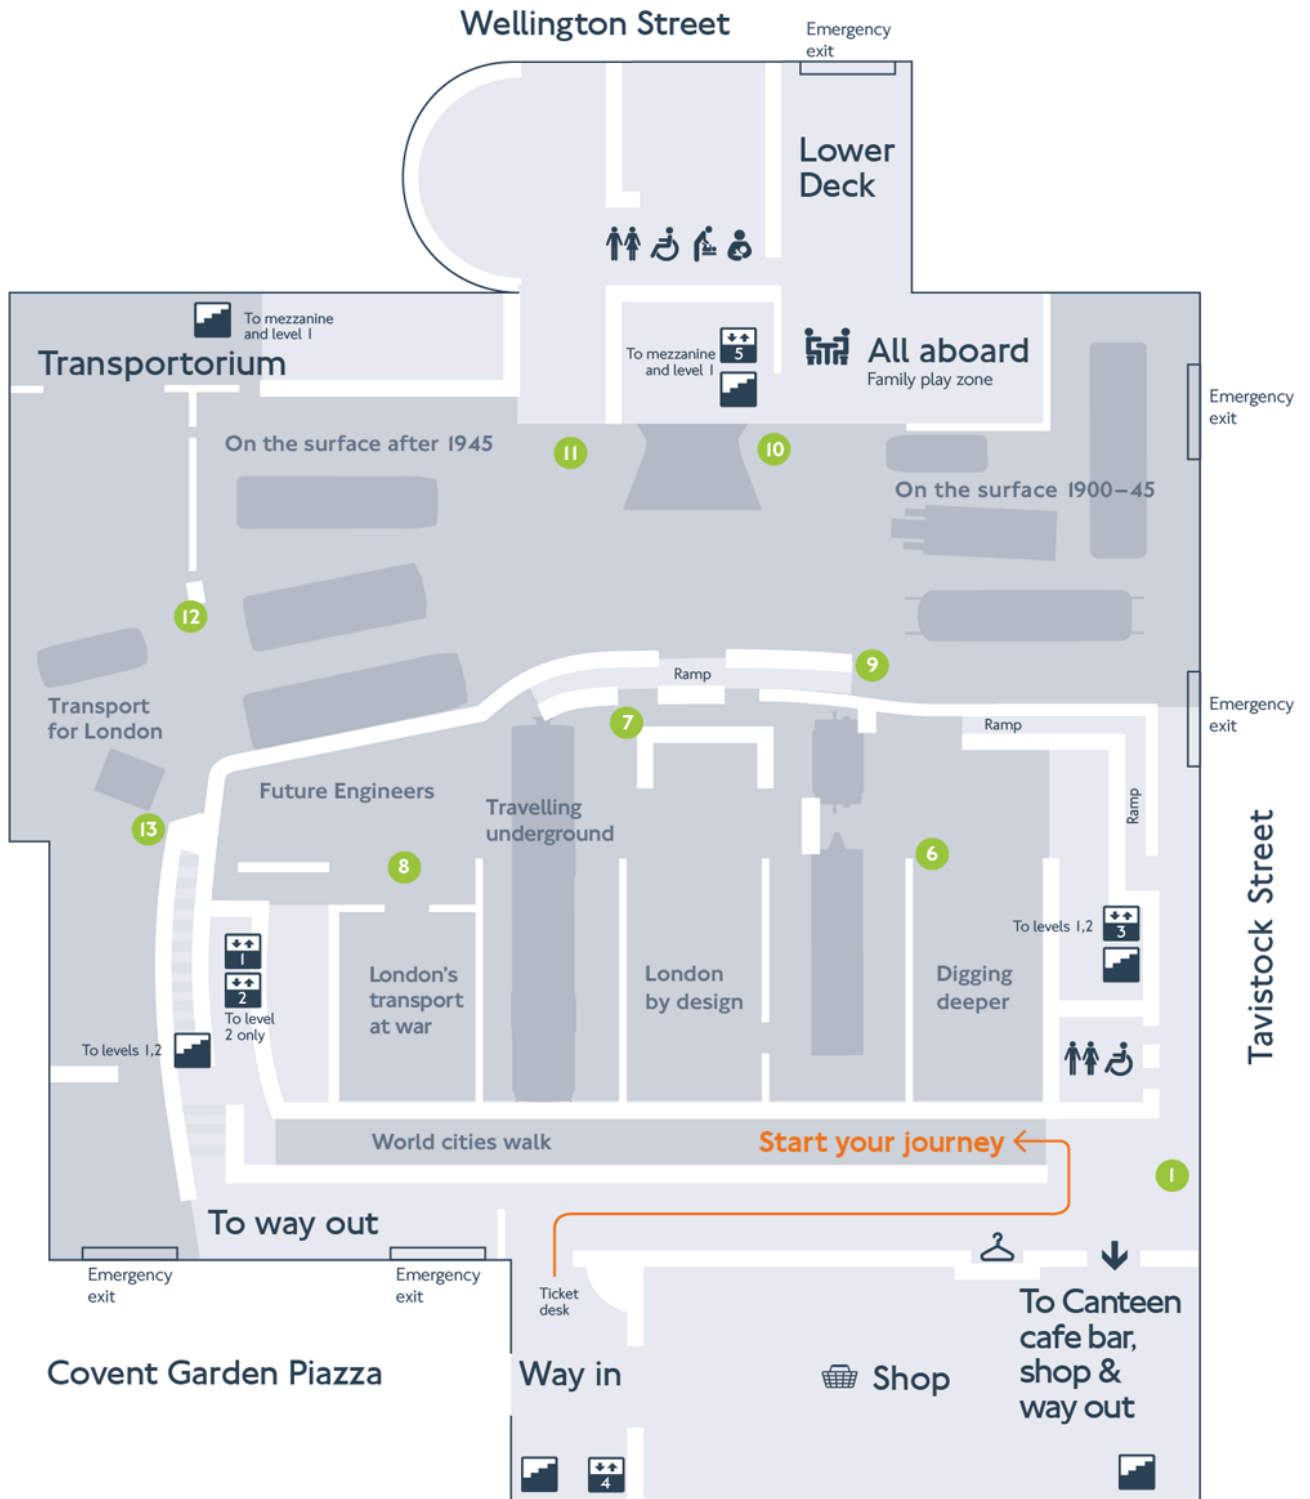 Wellington Street
Emergency
exit
Lower
Deck
To mezzanine
and level 1
Transportorium
To mezzanine
and level 1
5
All aboard
Family play zone
Emergency
exit
On the surface after 1945
11
10
On the surface 1900–45
12
9
Ramp
Transport
for London
7
Ramp
Emergency
exit
Future Engineers
Travelling
underground
Ramp
13
8
6
Tavistock Street
To levels 1,2
3
1
2
To level
2 only
London's
transport
at war
London
by design
Digging
deeper
To levels 1,2
World cities walk
Start your journey
1
To way out
Emergency
exit
Emergency
exit
Ticket
desk
To Canteen
cafe bar,
shop &
way out
Covent Garden Piazza
Way in
Shop
4